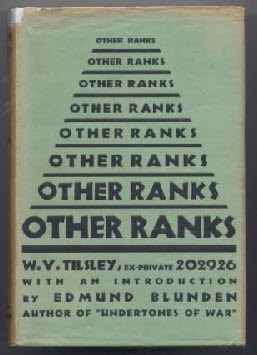 OTHER RANKS
OTHER RANKS
OTHER RANKS
OTHER RANKS
OTHER RANKS
OTHER RANKS
OTHER RANKS
OTHER RANKS
W.V. TILSLEY, EX-PRIVATE 202926
WITH AN INTRODUCTION
BY EDMUND BLUNDEN
AUTHOR OF "UNDERTONES OF WAR"